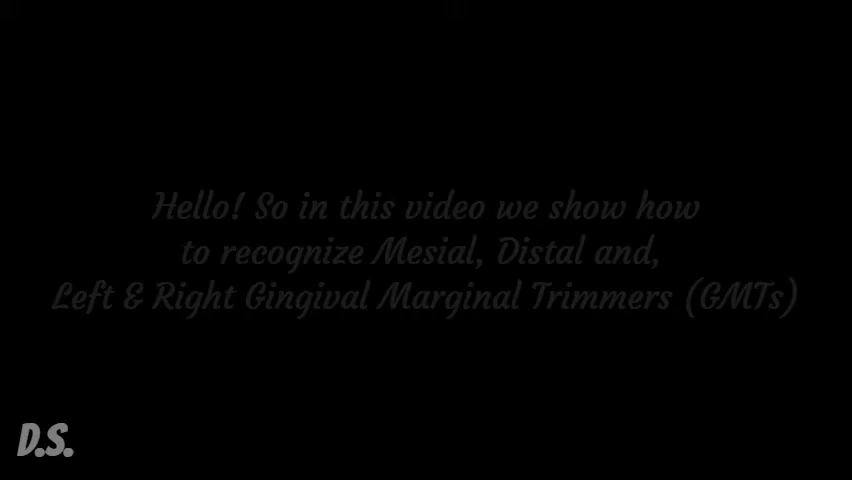 Hello! So in this video we show how
to recognize Mesial, Distal and,
Left & Right Gingival Marginal Trimmers (GMTs)
D.S.